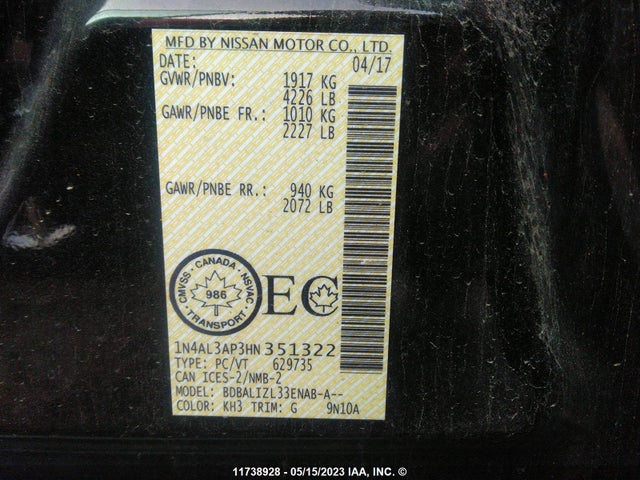 MFD BY NISSAN MOTOR CO., LTD.
DATE: 04/17
GVWR/PNBV: 1917 KG
4226 LB
GAWR/PNBE FR.: 1010 KG
2227 LB
GAWR/PNBE RR.: 940 KG
2072 LB
CMVSS · CANADA · NSVAC · TRANSPORT ·
986
EC
1N4AL3AP3HN351322
TYPE: PC/VT 629735
CAN ICES-2/NMB-2
MODEL: BDBALIZL33ENAB-A--
COLOR: KH3 TRIM: G 9N10A
11738928 - 05/15/2023 IAA, INC. ©